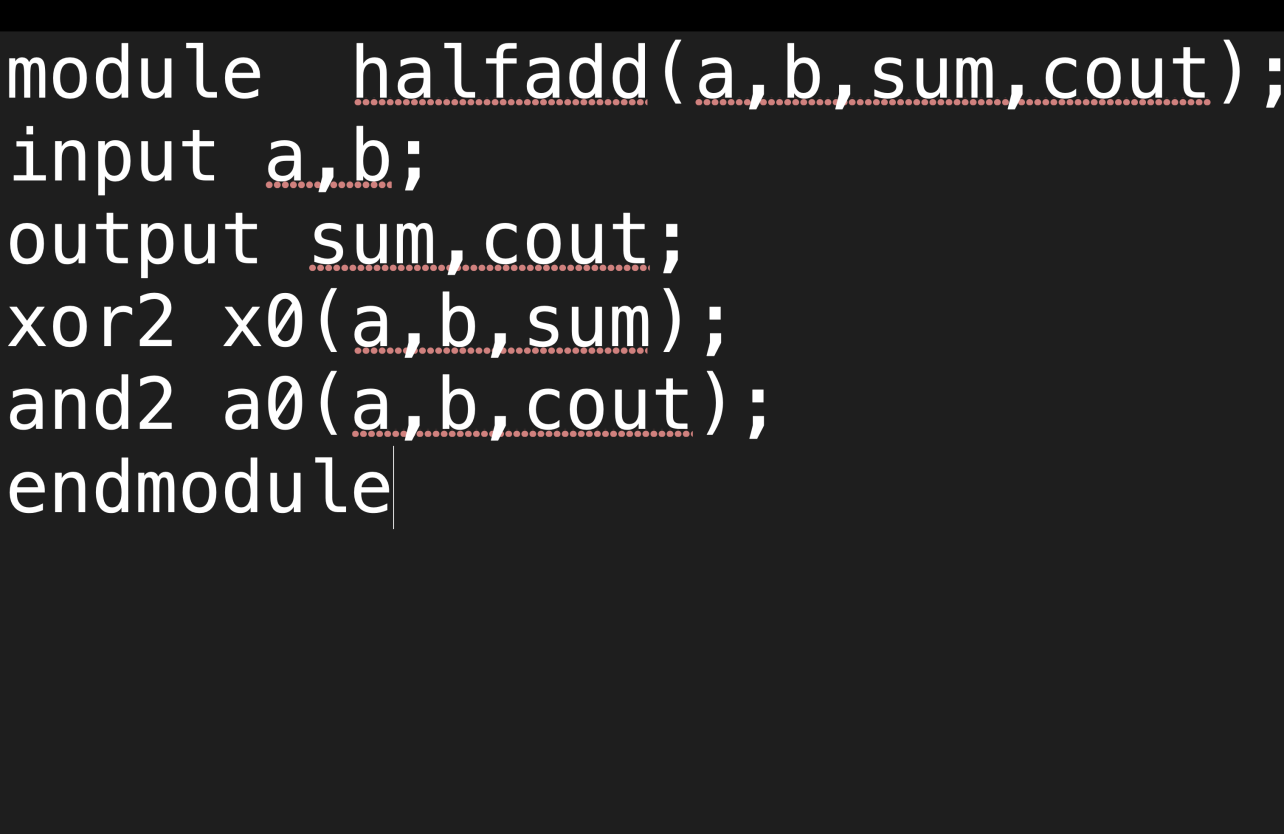 module  halfadd(a,b,sum,cout);
input a,b;
output sum,cout;
xor2 x0(a,b,sum);
and2 a0(a,b,cout);
endmodule